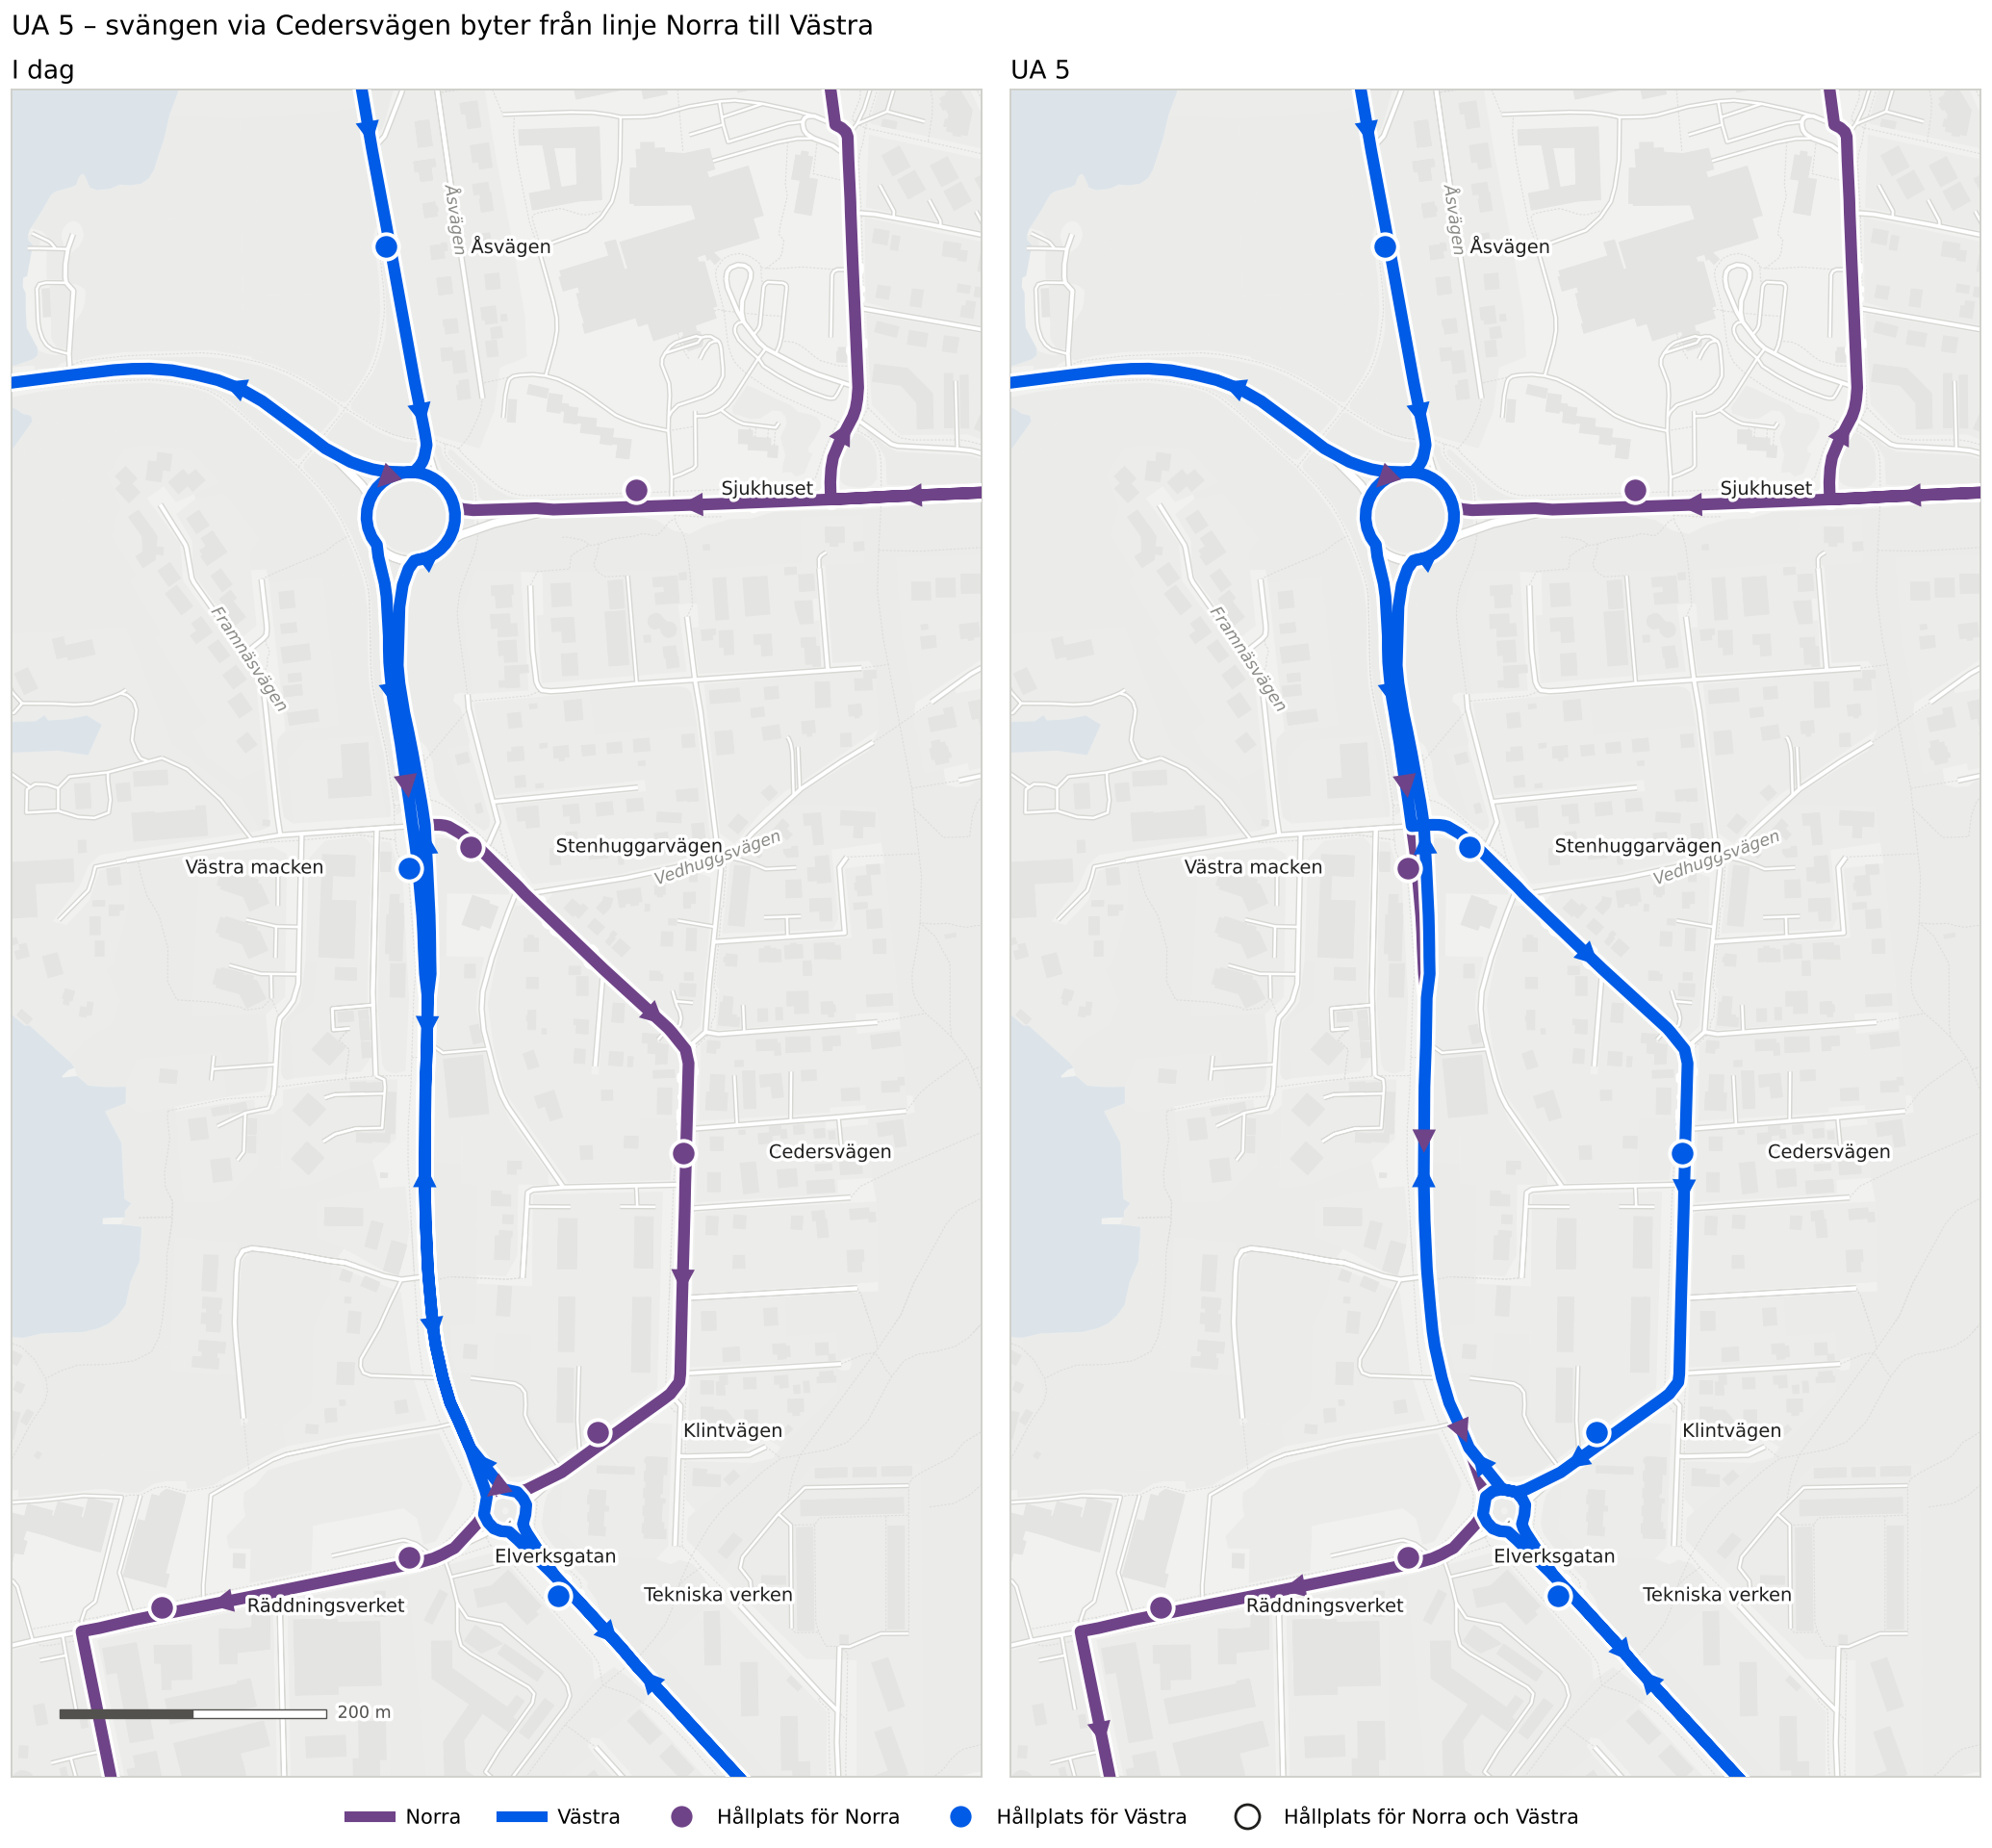 UA 5 – svängen via Cedersvägen byter från linje Norra till Västra
I dag
Åsvägen
Åsvägen
Sjukhuset
Framnäsvägen
Stenhuggarvägen
Vedhuggsvägen
Västra macken
Cedersvägen
Klintvägen
Elverksgatan
Tekniska verken
Räddningsverket
200 m
UA 5
Åsvägen
Åsvägen
Sjukhuset
Framnäsvägen
Stenhuggarvägen
Vedhuggsvägen
Västra macken
Cedersvägen
Klintvägen
Elverksgatan
Tekniska verken
Räddningsverket
Norra
Västra
Hållplats för Norra
Hållplats för Västra
Hållplats för Norra och Västra